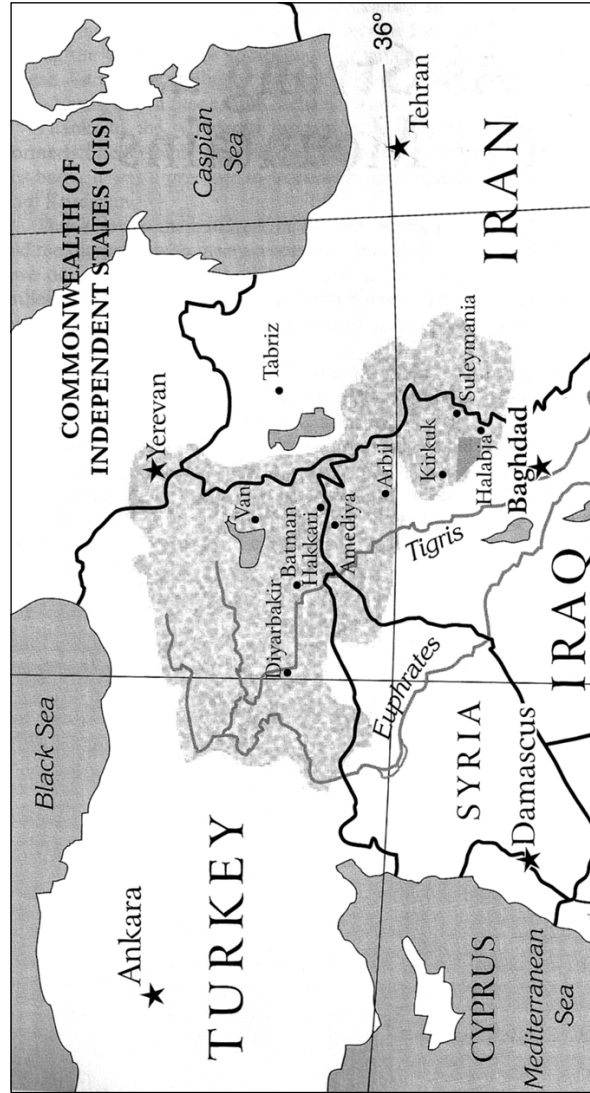 Black Sea
COMMONWEALTH OF
INDEPENDENT STATES (CIS)
Caspian
Sea
Ankara
Yerevan
TURKEY
Van
Tabriz
Diyarbakir
Batman
Hakkari
Amediya
Arbil
36°
Tehran
Euphrates
Tigris
Kirkuk
Suleymania
Halabja
SYRIA
Baghdad
CYPRUS
Damascus
IRAN
Mediterranean
Sea
IRAQ